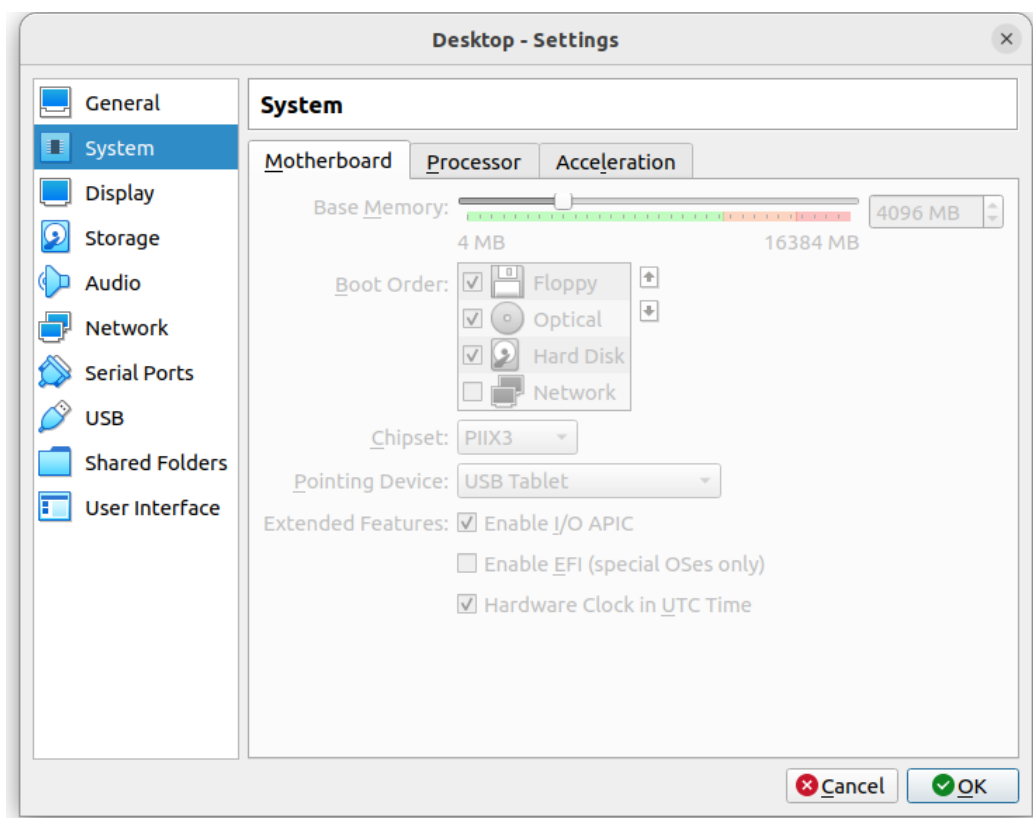 Desktop - Settings
General
System
Display
Storage
Audio
Network
Serial Ports
USB
Shared Folders
User Interface
System
Motherboard Processor Acceleration
Base Memory: 4096 MB
4 MB 16384 MB
Boot Order: Floppy
Optical
Hard Disk
Network
Chipset: PIIX3
Pointing Device: USB Tablet
Extended Features: Enable I/O APIC
Enable EFI (special OSes only)
Hardware Clock in UTC Time
Cancel OK